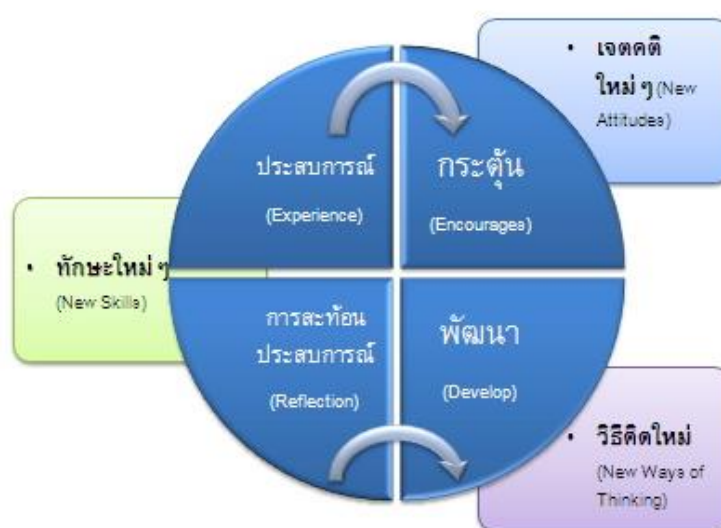 • เจตคติ
ใหม่ ๆ (New
Attitudes)
ประสบการณ์
(Experience)
กระตุ้น
(Encourages)
• ทักษะใหม่ ๆ
(New Skills)
การสะท้อน
ประสบการณ์
(Reflection)
พัฒนา
(Develop)
• วิธีคิดใหม่
(New Ways of
Thinking)